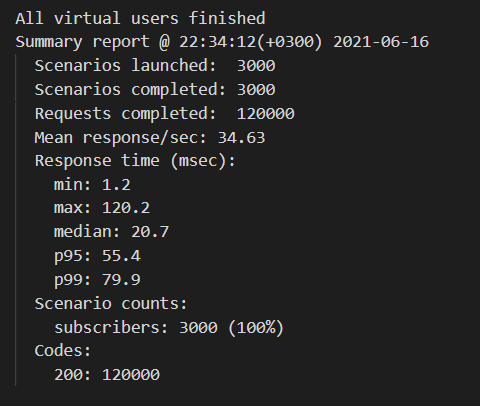 All virtual users finished
Summary report @ 22:34:12(+0300) 2021-06-16
Scenarios launched:  3000
Scenarios completed: 3000
Requests completed:  120000
Mean response/sec: 34.63
Response time (msec):
min: 1.2
max: 120.2
median: 20.7
p95: 55.4
p99: 79.9
Scenario counts:
subscribers: 3000 (100%)
Codes:
200: 120000